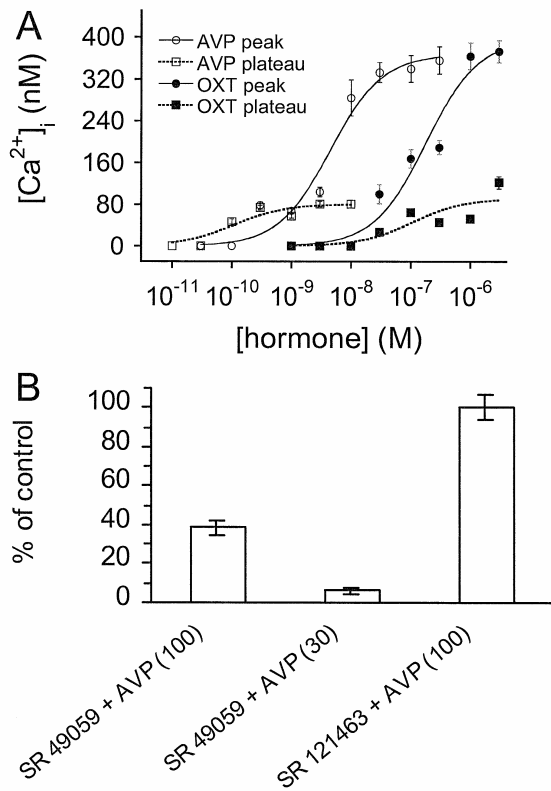 A
400
320
240
160
80
0
[Ca2+]i (nM)
AVP peak
AVP plateau
OXT peak
OXT plateau
10-11 10-10 10-9 10-8 10-7 10-6
[hormone] (M)
B
100
80
60
40
20
0
% of control
SR 49059 + AVP (100)
SR 49059 + AVP (30)
SR 121463 + AVP (100)